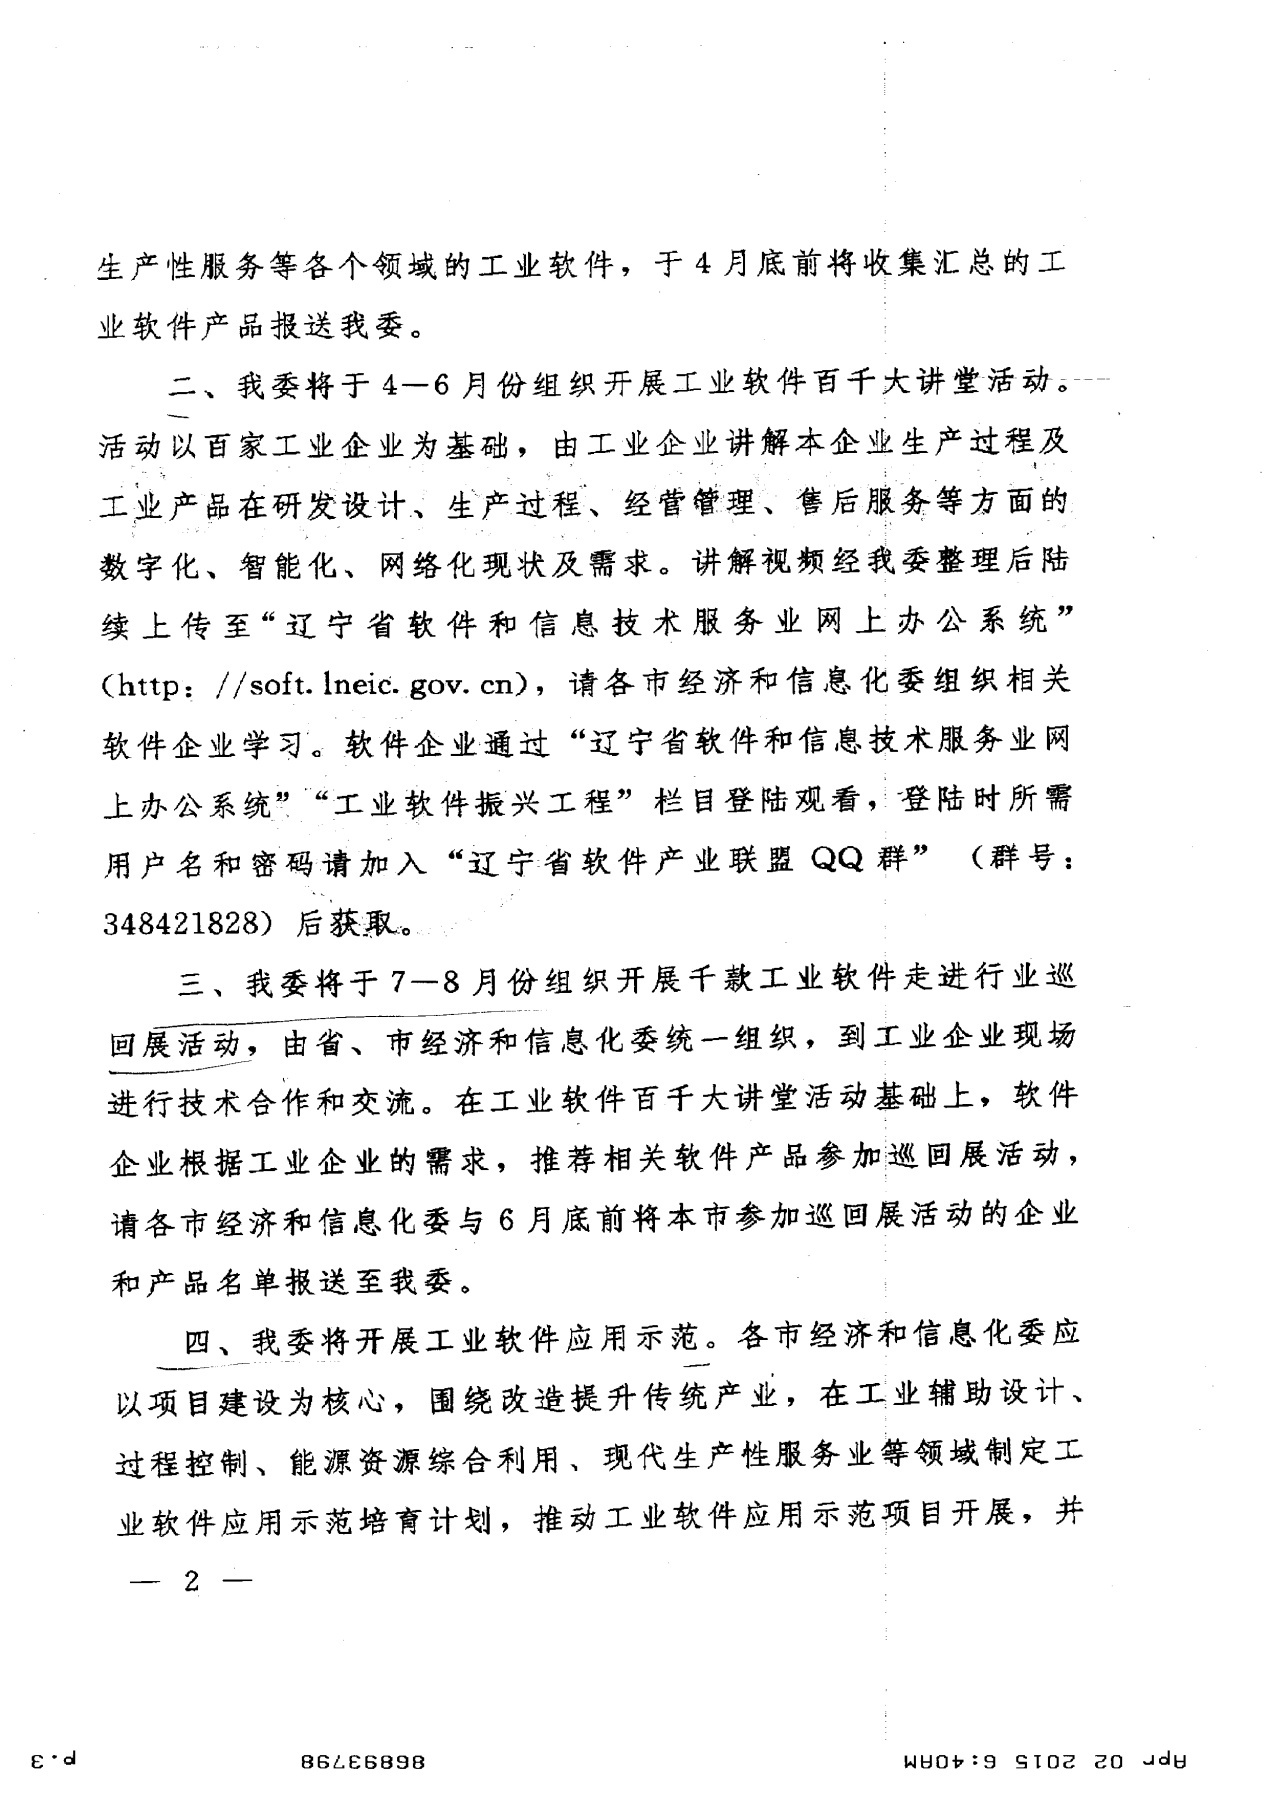 生产性服务等各个领域的工业软件，于4月底前将收集汇总的工
业软件产品报送我委。
二、我委将于4—6月份组织开展工业软件百千大讲堂活动。
活动以百家工业企业为基础，由工业企业讲解本企业生产过程及
工业产品在研发设计、生产过程、经营管理、售后服务等方面的
数字化、智能化、网络化现状及需求。讲解视频经我委整理后陆
续上传至“辽宁省软件和信息技术服务业网上办公系统”
(http：//soft.lneic.gov.cn)，请各市经济和信息化委组织相关
软件企业学习。软件企业通过“辽宁省软件和信息技术服务业网
上办公系统”“工业软件振兴工程”栏目登陆观看，登陆时所需
用户名和密码请加入“辽宁省软件产业联盟QQ群”（群号：
348421828）后获取。
三、我委将于7—8月份组织开展千款工业软件走进行业巡
回展活动，由省、市经济和信息化委统一组织，到工业企业现场
进行技术合作和交流。在工业软件百千大讲堂活动基础上，软件
企业根据工业企业的需求，推荐相关软件产品参加巡回展活动，
请各市经济和信息化委与6月底前将本市参加巡回展活动的企业
和产品名单报送至我委。
四、我委将开展工业软件应用示范。各市经济和信息化委应
以项目建设为核心，围绕改造提升传统产业，在工业辅助设计、
过程控制、能源资源综合利用、现代生产性服务业等领域制定工
业软件应用示范培育计划，推动工业软件应用示范项目开展，并
— 2 —
Apr 02 2015 6:40AM 86893798 p.3